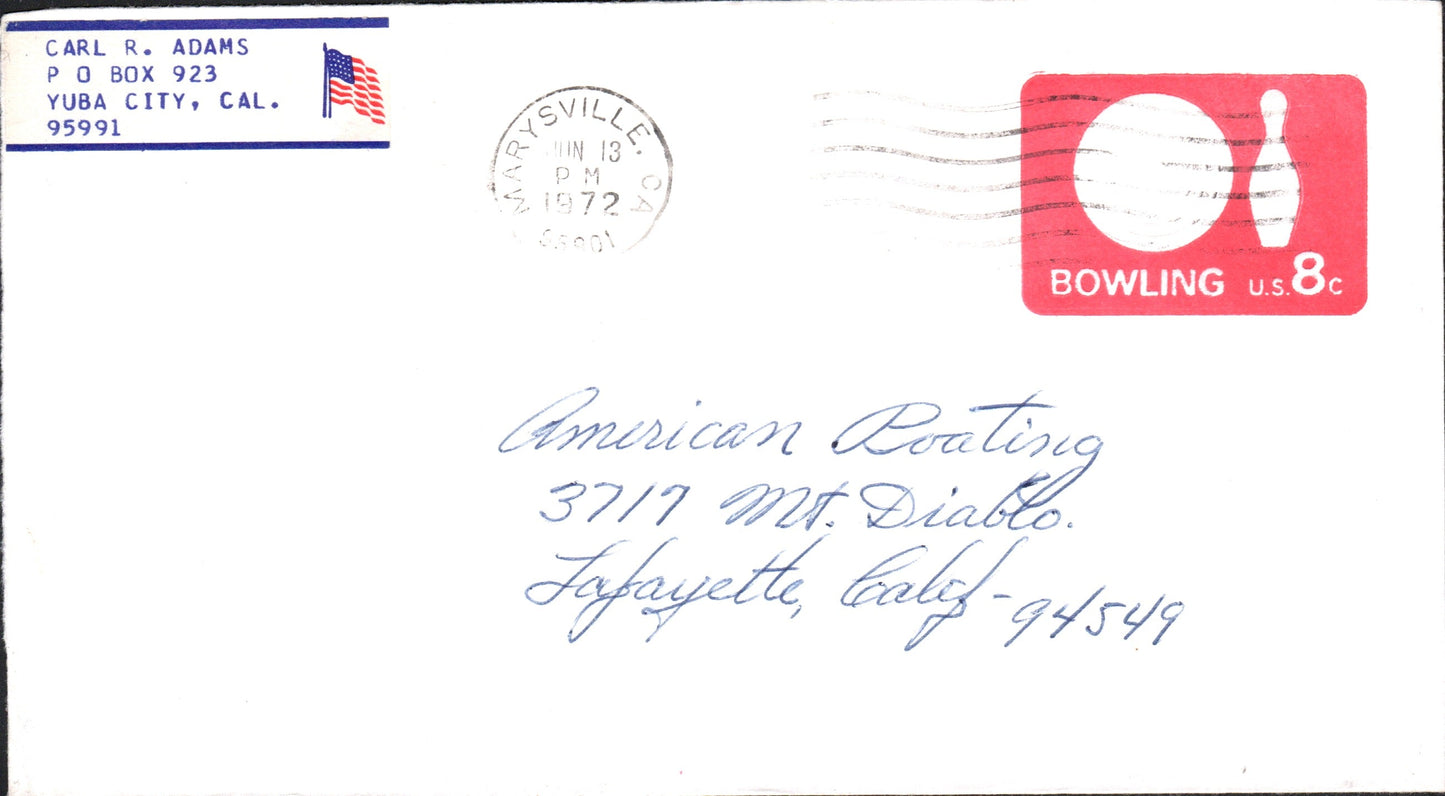 CARL R. ADAMS
P O BOX 923
YUBA CITY, CAL.
95991
MARYSVILLE, CA
JUN 13
PM
1972
BOWLING U.S. 8c
American Boating
3717 Mt. Diablo.
Lafayette, Calif - 94549